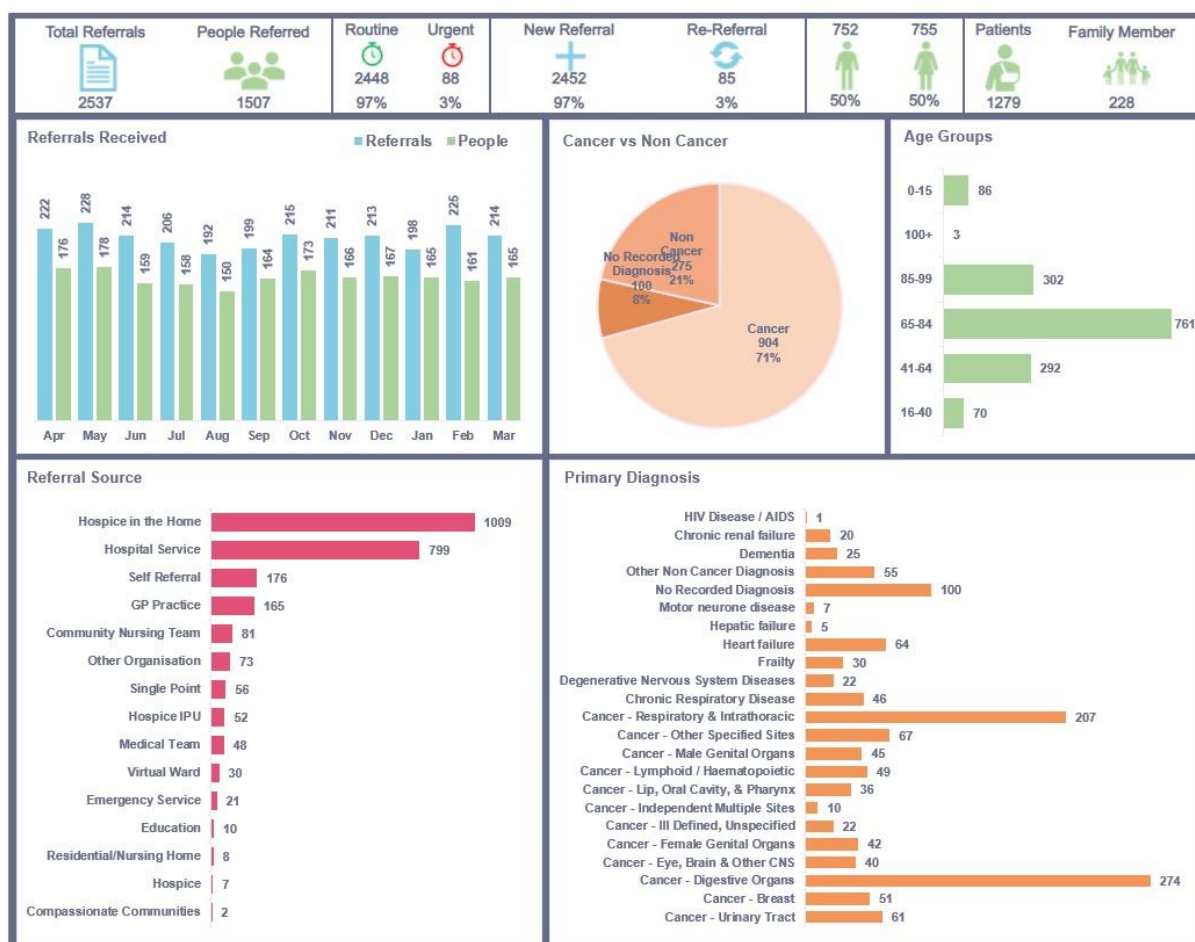 Total Referrals
2537
People Referred
1507
Routine
2448
97%
Urgent
88
3%
New Referral
2452
97%
Re-Referral
85
3%
752
50%
755
50%
Patients
1279
Family Member
228
Referrals Received
Referrals People
222 176 228 178 214 159 206 158 192 150 199 164 215 173 211 166 213 167 198 165 225 161 214 165
Apr May Jun Jul Aug Sep Oct Nov Dec Jan Feb Mar
Cancer vs Non Cancer
Non
Cancer
275
21%
No Recorded
Diagnosis
100
8%
Cancer
904
71%
Age Groups
0-15 86
100+ 3
85-99 302
65-84 761
41-64 292
16-40 70
Referral Source
Hospice in the Home 1009
Hospital Service 799
Self Referral 176
GP Practice 165
Community Nursing Team 81
Other Organisation 73
Single Point 56
Hospice IPU 52
Medical Team 48
Virtual Ward 30
Emergency Service 21
Education 10
Residential/Nursing Home 8
Hospice 7
Compassionate Communities 2
Primary Diagnosis
HIV Disease / AIDS 1
Chronic renal failure 20
Dementia 25
Other Non Cancer Diagnosis 55
No Recorded Diagnosis 100
Motor neurone disease 7
Hepatic failure 5
Heart failure 64
Frailty 30
Degenerative Nervous System Diseases 22
Chronic Respiratory Disease 46
Cancer - Respiratory & Intrathoracic 207
Cancer - Other Specified Sites 67
Cancer - Male Genital Organs 45
Cancer - Lymphoid / Haematopoietic 49
Cancer - Lip, Oral Cavity, & Pharynx 36
Cancer - Independent Multiple Sites 10
Cancer - Ill Defined, Unspecified 22
Cancer - Female Genital Organs 42
Cancer - Eye, Brain & Other CNS 40
Cancer - Digestive Organs 274
Cancer - Breast 51
Cancer - Urinary Tract 61